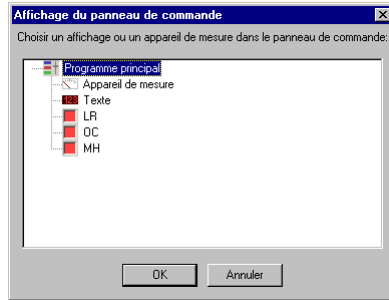 Affichage du panneau de commande
Choisir un affichage ou un appareil de mesure dans le panneau de commande:
Programme principal
Appareil de mesure
123 Texte
LR
OC
MH
OK
Annuler